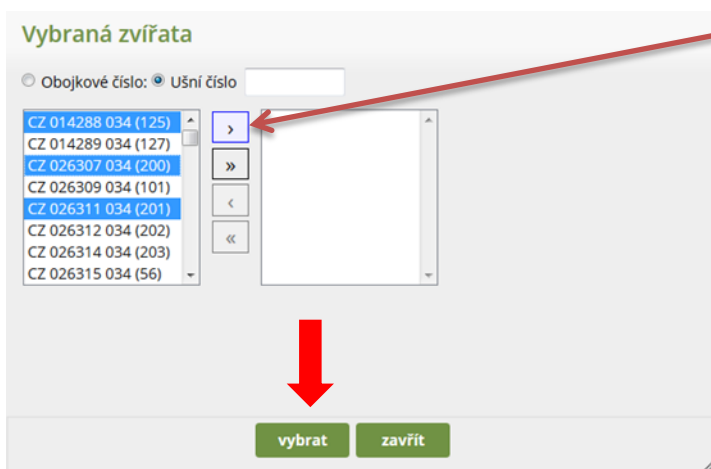 Vybraná zvířata
Obojkové číslo: Ušní číslo
CZ 014288 034 (125)
CZ 014289 034 (127)
CZ 026307 034 (200)
CZ 026309 034 (101)
CZ 026311 034 (201)
CZ 026312 034 (202)
CZ 026314 034 (203)
CZ 026315 034 (56)
›
»
‹
«
vybrat zavřít